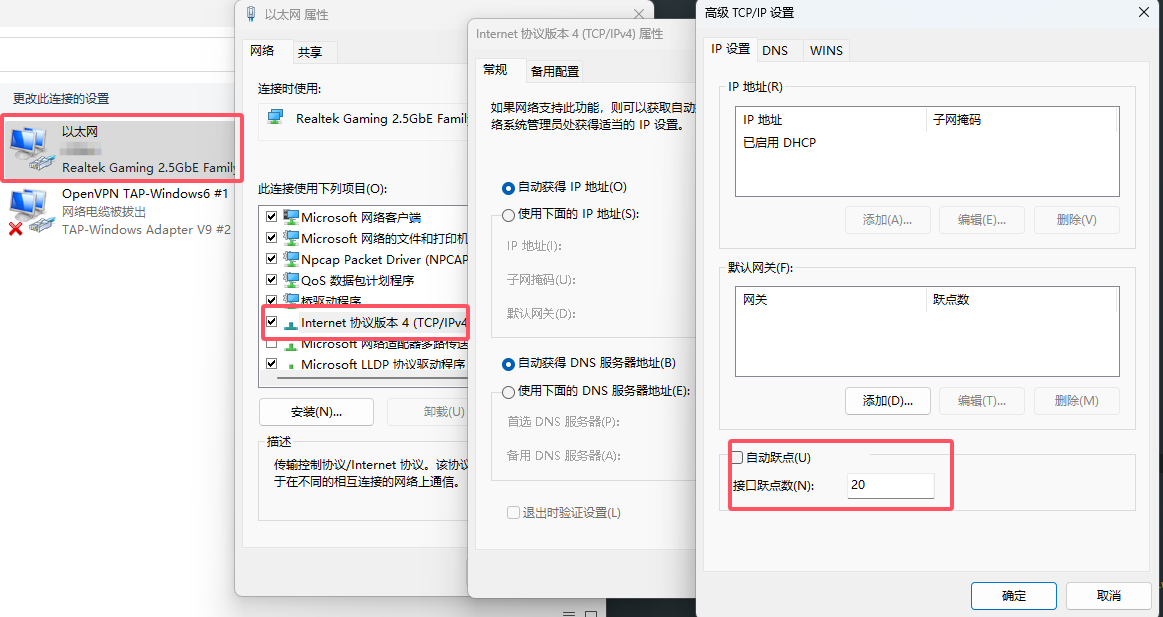 更改此连接的设置
以太网
Realtek Gaming 2.5GbE Family
OpenVPN TAP-Windows6 #1
网络电缆被拔出
TAP-Windows Adapter V9 #2
以太网 属性
网络
共享
连接时使用:
Realtek Gaming 2.5GbE Famil
此连接使用下列项目(O):
Microsoft 网络客户端
Microsoft 网络的文件和打印机
Npcap Packet Driver (NPCAP
QoS 数据包计划程序
桥驱动程序
Internet 协议版本 4 (TCP/IPv4
Microsoft 网络适配器多路传送
Microsoft LLDP 协议驱动程序
安装(N)...
卸载(U)
描述
传输控制协议/Internet 协议。该协议
于在不同的相互连接的网络上通信。
Internet 协议版本 4 (TCP/IPv4) 属性
常规
备用配置
如果网络支持此功能，则可以获取自动
络系统管理员处获得适当的 IP 设置。
自动获得 IP 地址(O)
使用下面的 IP 地址(S):
IP 地址(I):
子网掩码(U):
默认网关(D):
自动获得 DNS 服务器地址(B)
使用下面的 DNS 服务器地址(E):
首选 DNS 服务器(P):
备用 DNS 服务器(A):
退出时验证设置(L)
高级 TCP/IP 设置
IP 设置
DNS
WINS
IP 地址(R)
IP 地址
子网掩码
已启用 DHCP
添加(A)...
编辑(E)...
删除(V)
默认网关(F):
网关
跃点数
添加(D)...
编辑(T)...
删除(M)
自动跃点(U)
接口跃点数(N):
20
确定
取消